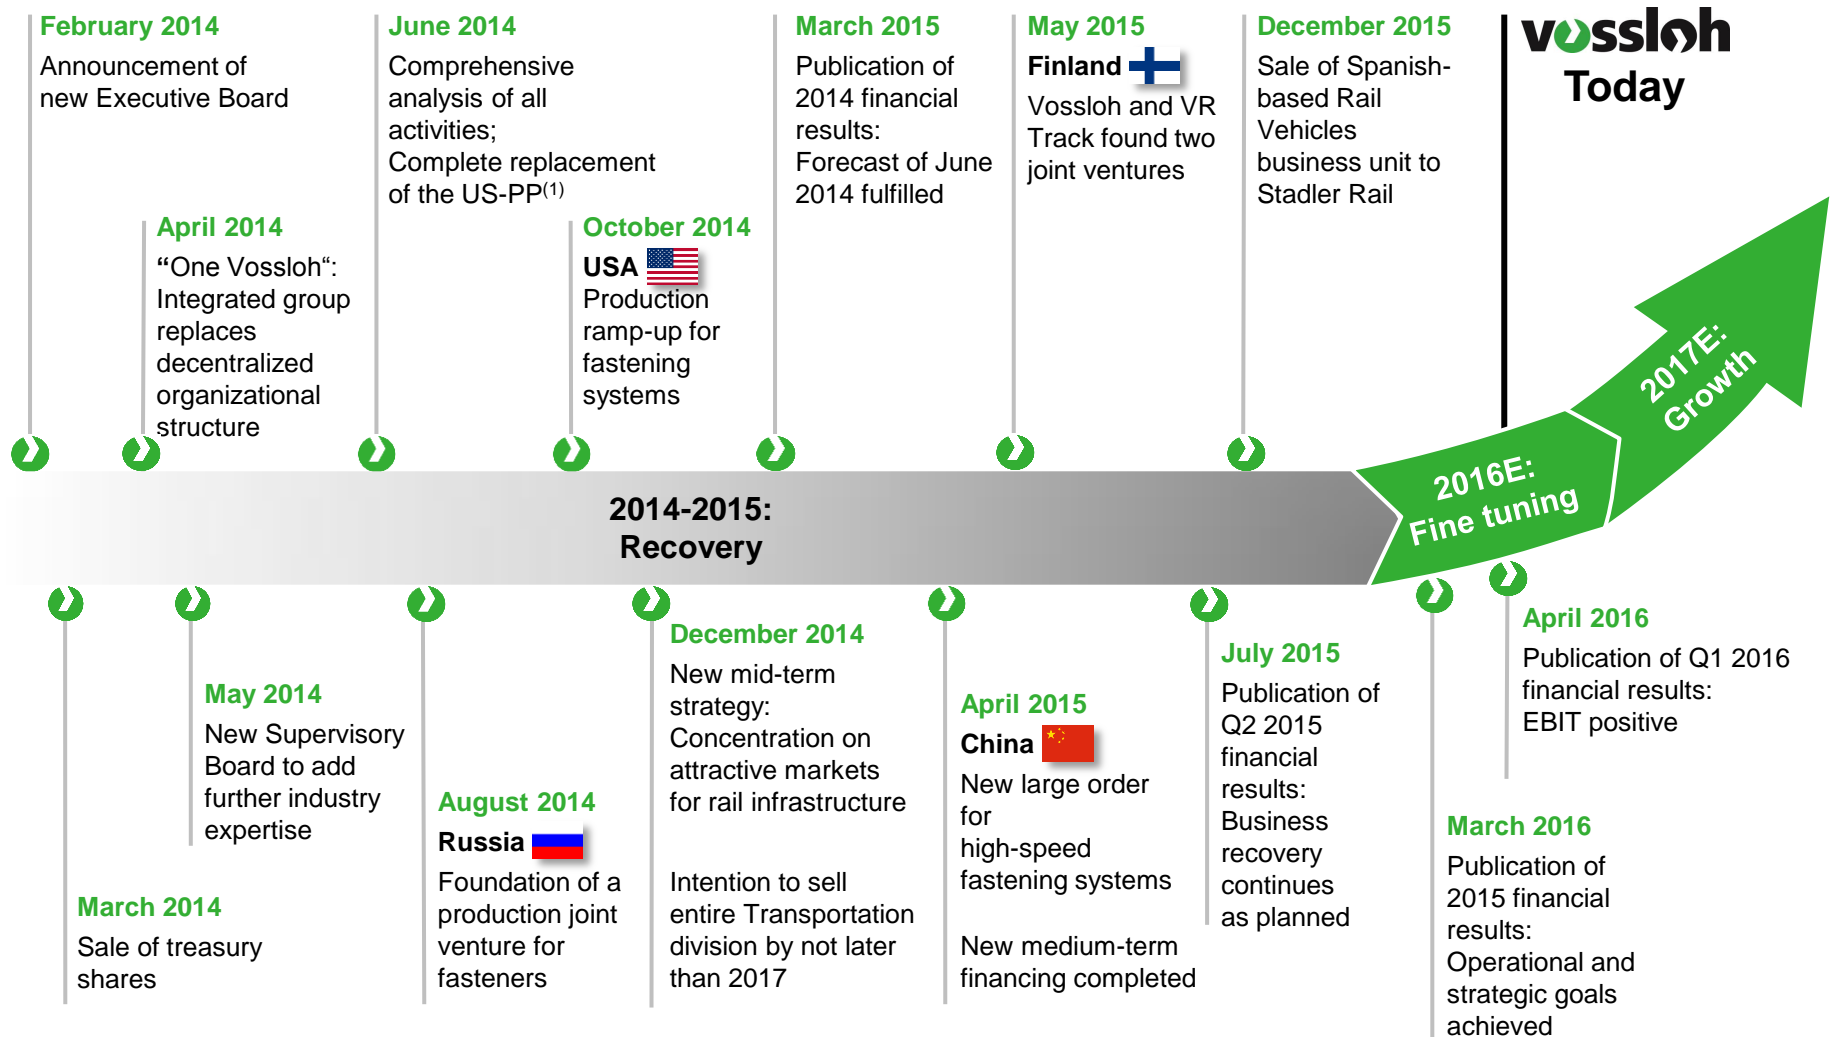 February 2014
Announcement of
new Executive Board
April 2014
“One Vossloh“:
Integrated group
replaces
decentralized
organizational
structure
June 2014
Comprehensive
analysis of all
activities;
Complete replacement
of the US-PP(1)
October 2014
USA
Production
ramp-up for
fastening
systems
March 2015
Publication of
2014 financial
results:
Forecast of June
2014 fulfilled
May 2015
Finland
Vossloh and VR
Track found two
joint ventures
December 2015
Sale of Spanish-
based Rail
Vehicles
business unit to
Stadler Rail
vossloh
Today
2014-2015:
Recovery
2016E:
Fine tuning
2017E:
Growth
March 2014
Sale of treasury
shares
May 2014
New Supervisory
Board to add
further industry
expertise
August 2014
Russia
Foundation of a
production joint
venture for
fasteners
December 2014
New mid-term
strategy:
Concentration on
attractive markets
for rail infrastructure
Intention to sell
entire Transportation
division by not later
than 2017
April 2015
China
New large order
for
high-speed
fastening systems
New medium-term
financing completed
July 2015
Publication of
Q2 2015
financial
results:
Business
recovery
continues
as planned
March 2016
Publication of
2015 financial
results:
Operational and
strategic goals
achieved
April 2016
Publication of Q1 2016
financial results:
EBIT positive